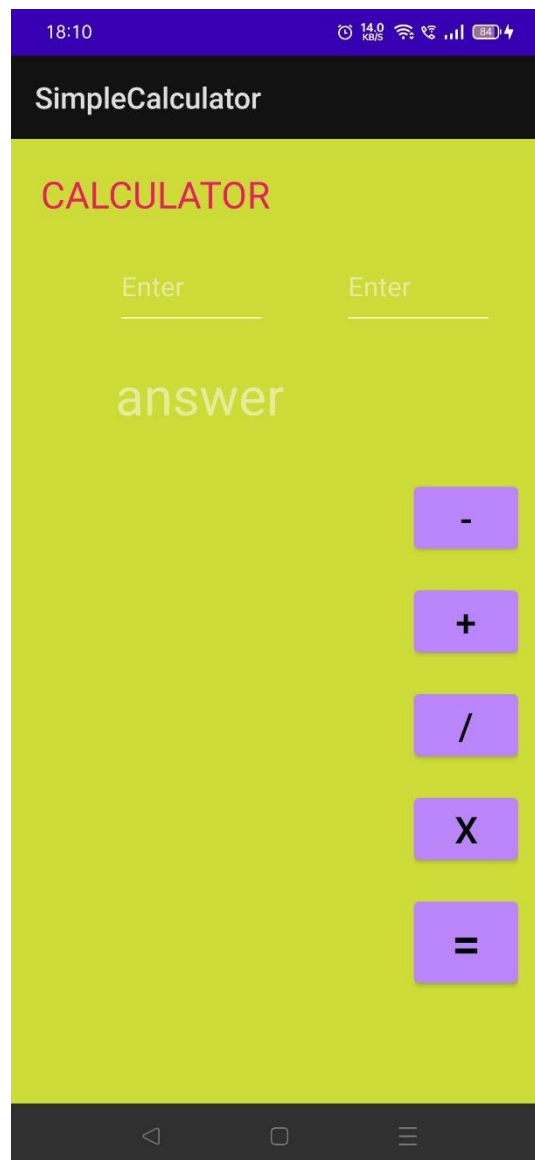 18:10 14.0 KB/S 84
SimpleCalculator
CALCULATOR
Enter Enter
answer
-
+
/
X
=